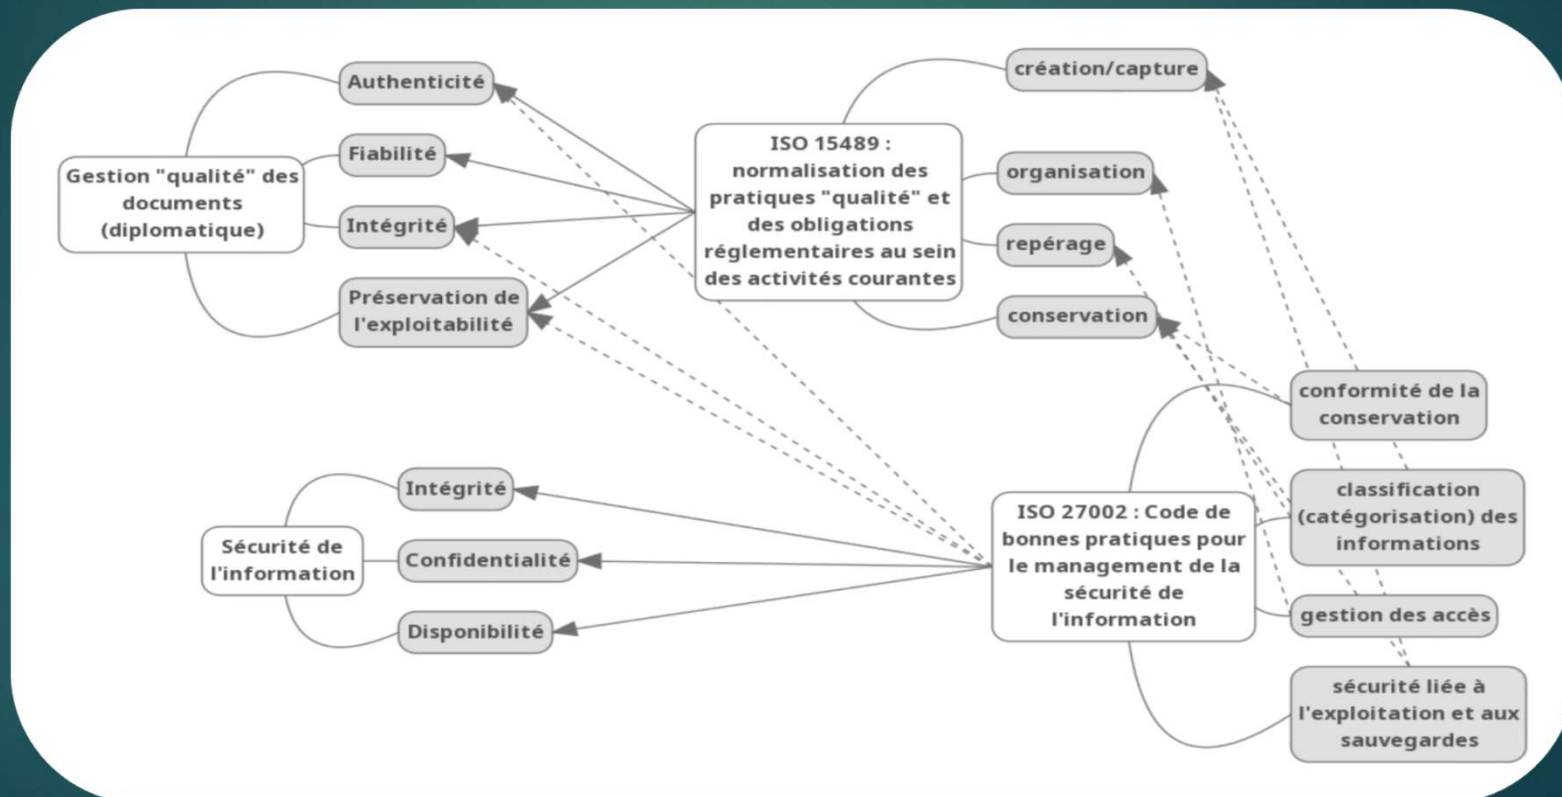 Authenticité
Fiabilité
Gestion "qualité" des
documents
(diplomatique)
Intégrité
Préservation de
l'exploitabilité
ISO 15489 :
normalisation des
pratiques "qualité" et
des obligations
réglementaires au sein
des activités courantes
création/capture
organisation
repérage
conservation
Intégrité
Sécurité de
l'information
Confidentialité
Disponibilité
ISO 27002 : Code de
bonnes pratiques pour
le management de la
sécurité de
l'information
conformité de la
conservation
classification
(catégorisation) des
informations
gestion des accès
sécurité liée à
l'exploitation et aux
sauvegardes